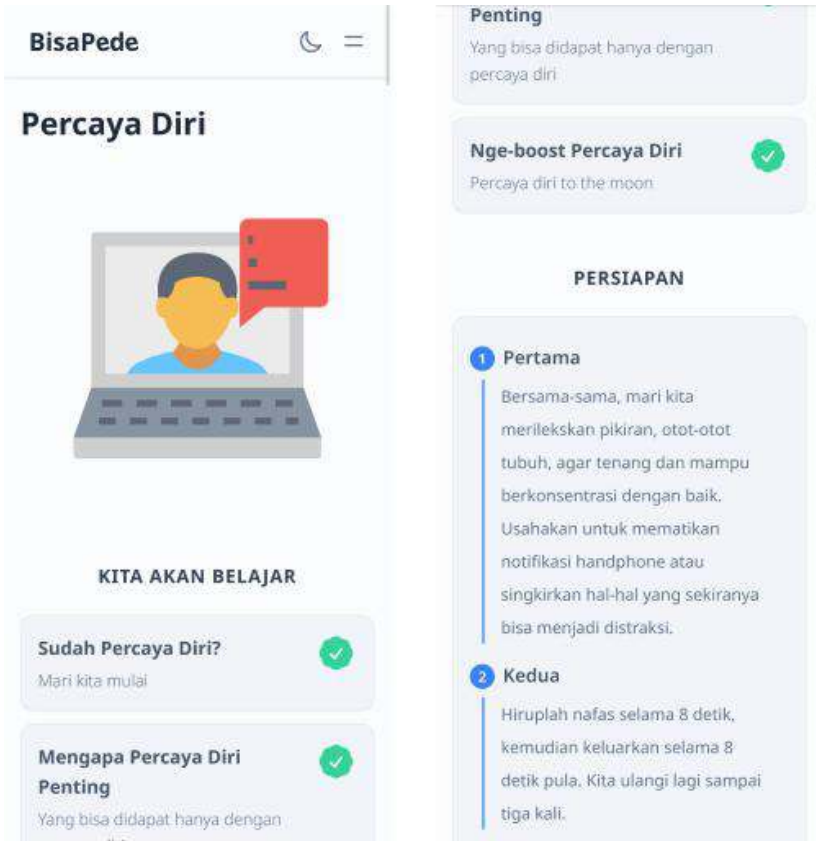 BisaPede
Percaya Diri
KITA AKAN BELAJAR
Sudah Percaya Diri?
Mari kita mulai
Mengapa Percaya Diri
Penting
Yang bisa didapat hanya dengan
Penting
Yang bisa didapat hanya dengan
percaya diri
Nge-boost Percaya Diri
Percaya diri to the moon
PERSIAPAN
1 Pertama
Bersama-sama, mari kita
merilekskan pikiran, otot-otot
tubuh, agar tenang dan mampu
berkonsentrasi dengan baik.
Usahakan untuk mematikan
notifikasi handphone atau
singkirkan hal-hal yang sekiranya
bisa menjadi distraksi.
2 Kedua
Hiruplah nafas selama 8 detik,
kemudian keluarkan selama 8
detik pula. Kita ulangi lagi sampai
tiga kali.